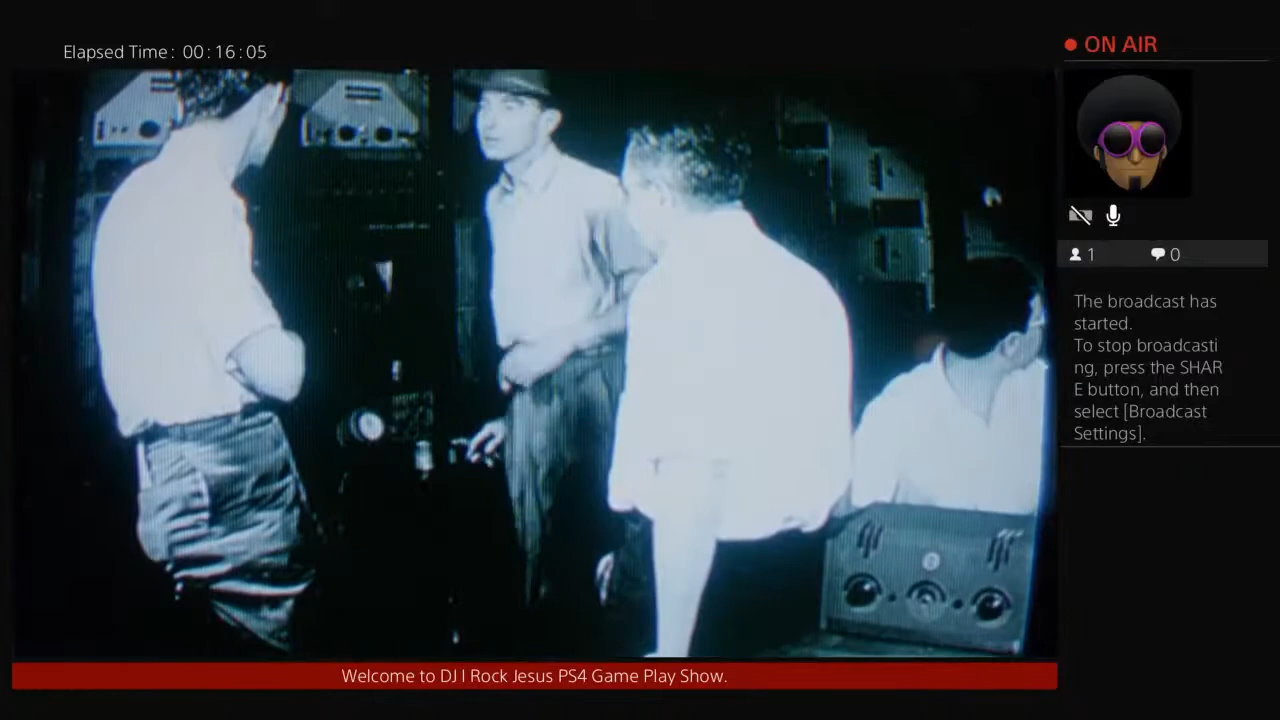 Elapsed Time: 00:16:05
ON AIR
1
0
The broadcast has
started.
To stop broadcasti
ng, press the SHAR
E button, and then
select [Broadcast
Settings].
Welcome to DJ I Rock Jesus PS4 Game Play Show.